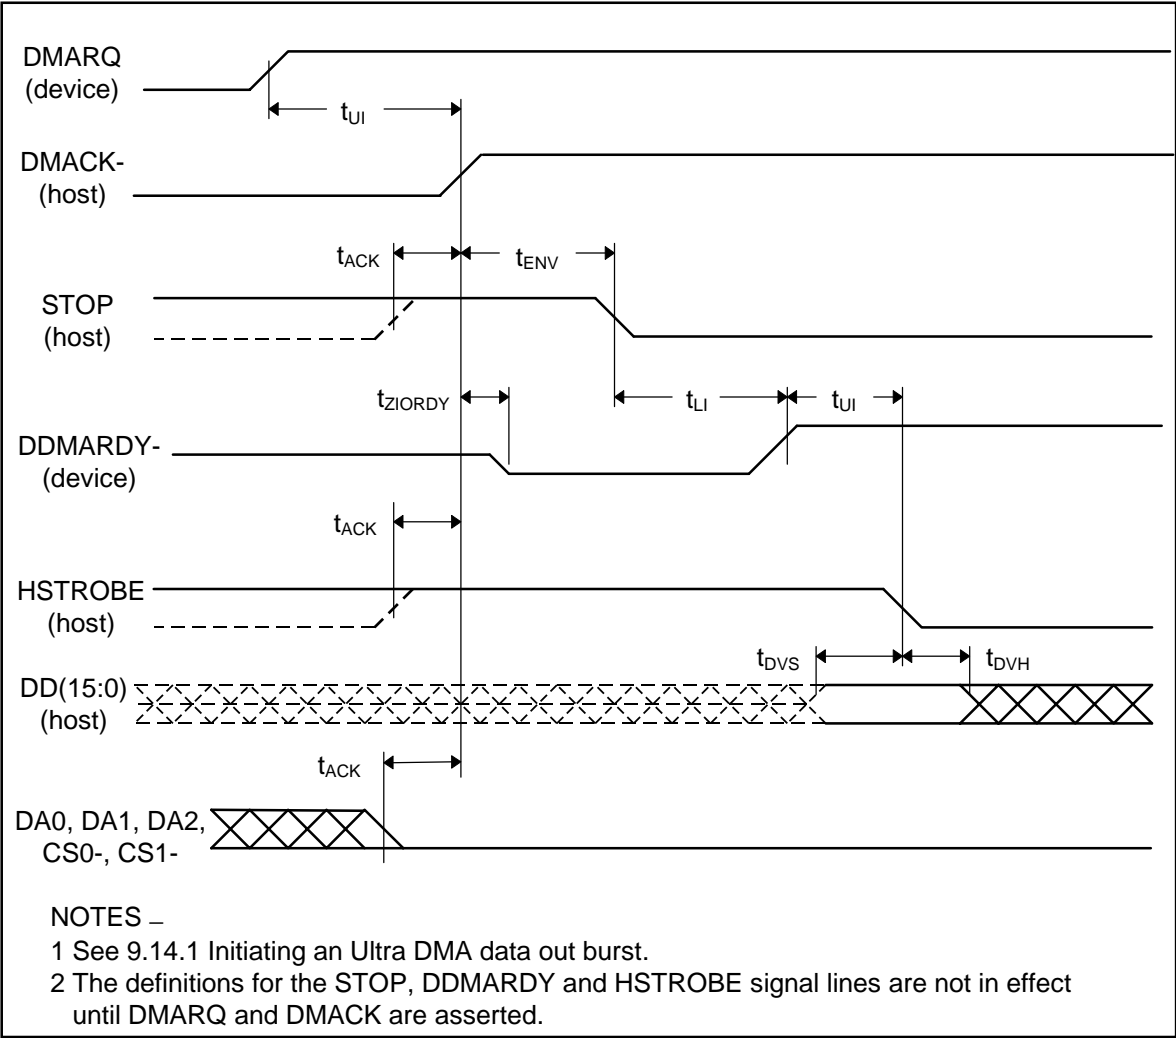 DMARQ
(device)
tUI
DMACK-
(host)
tACK
tENV
STOP
(host)
tZIORDY
tLI
tUI
DDMARDY-
(device)
tACK
HSTROBE
(host)
tDVS
tDVH
DD(15:0)
(host)
tACK
DA0, DA1, DA2,
CS0-, CS1-
NOTES –
1 See 9.14.1 Initiating an Ultra DMA data out burst.
2 The definitions for the STOP, DDMARDY and HSTROBE signal lines are not in effect
until DMARQ and DMACK are asserted.